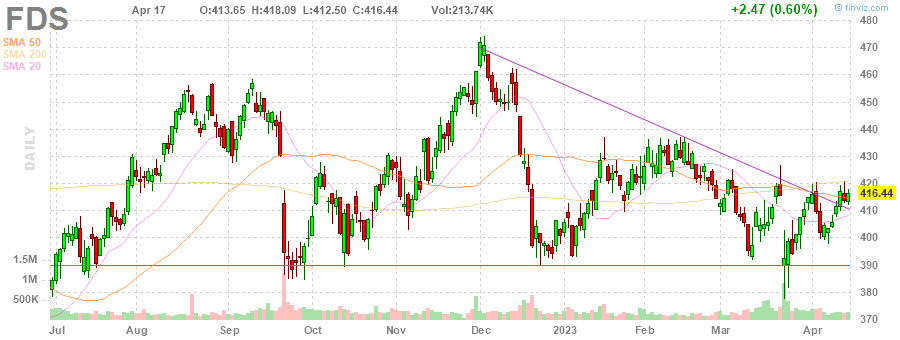 FDS Apr 17 O:413.65 H:418.09 L:412.50 C:416.44 Vol:213.74K +2.47 (0.60%) © finviz.com
SMA 50
SMA 200
SMA 20
DAILY
480
470
460
450
440
430
420
416.44
410
400
390
380
370
1.5M
1M
500K
Jul Aug Sep Oct Nov Dec 2023 Feb Mar Apr